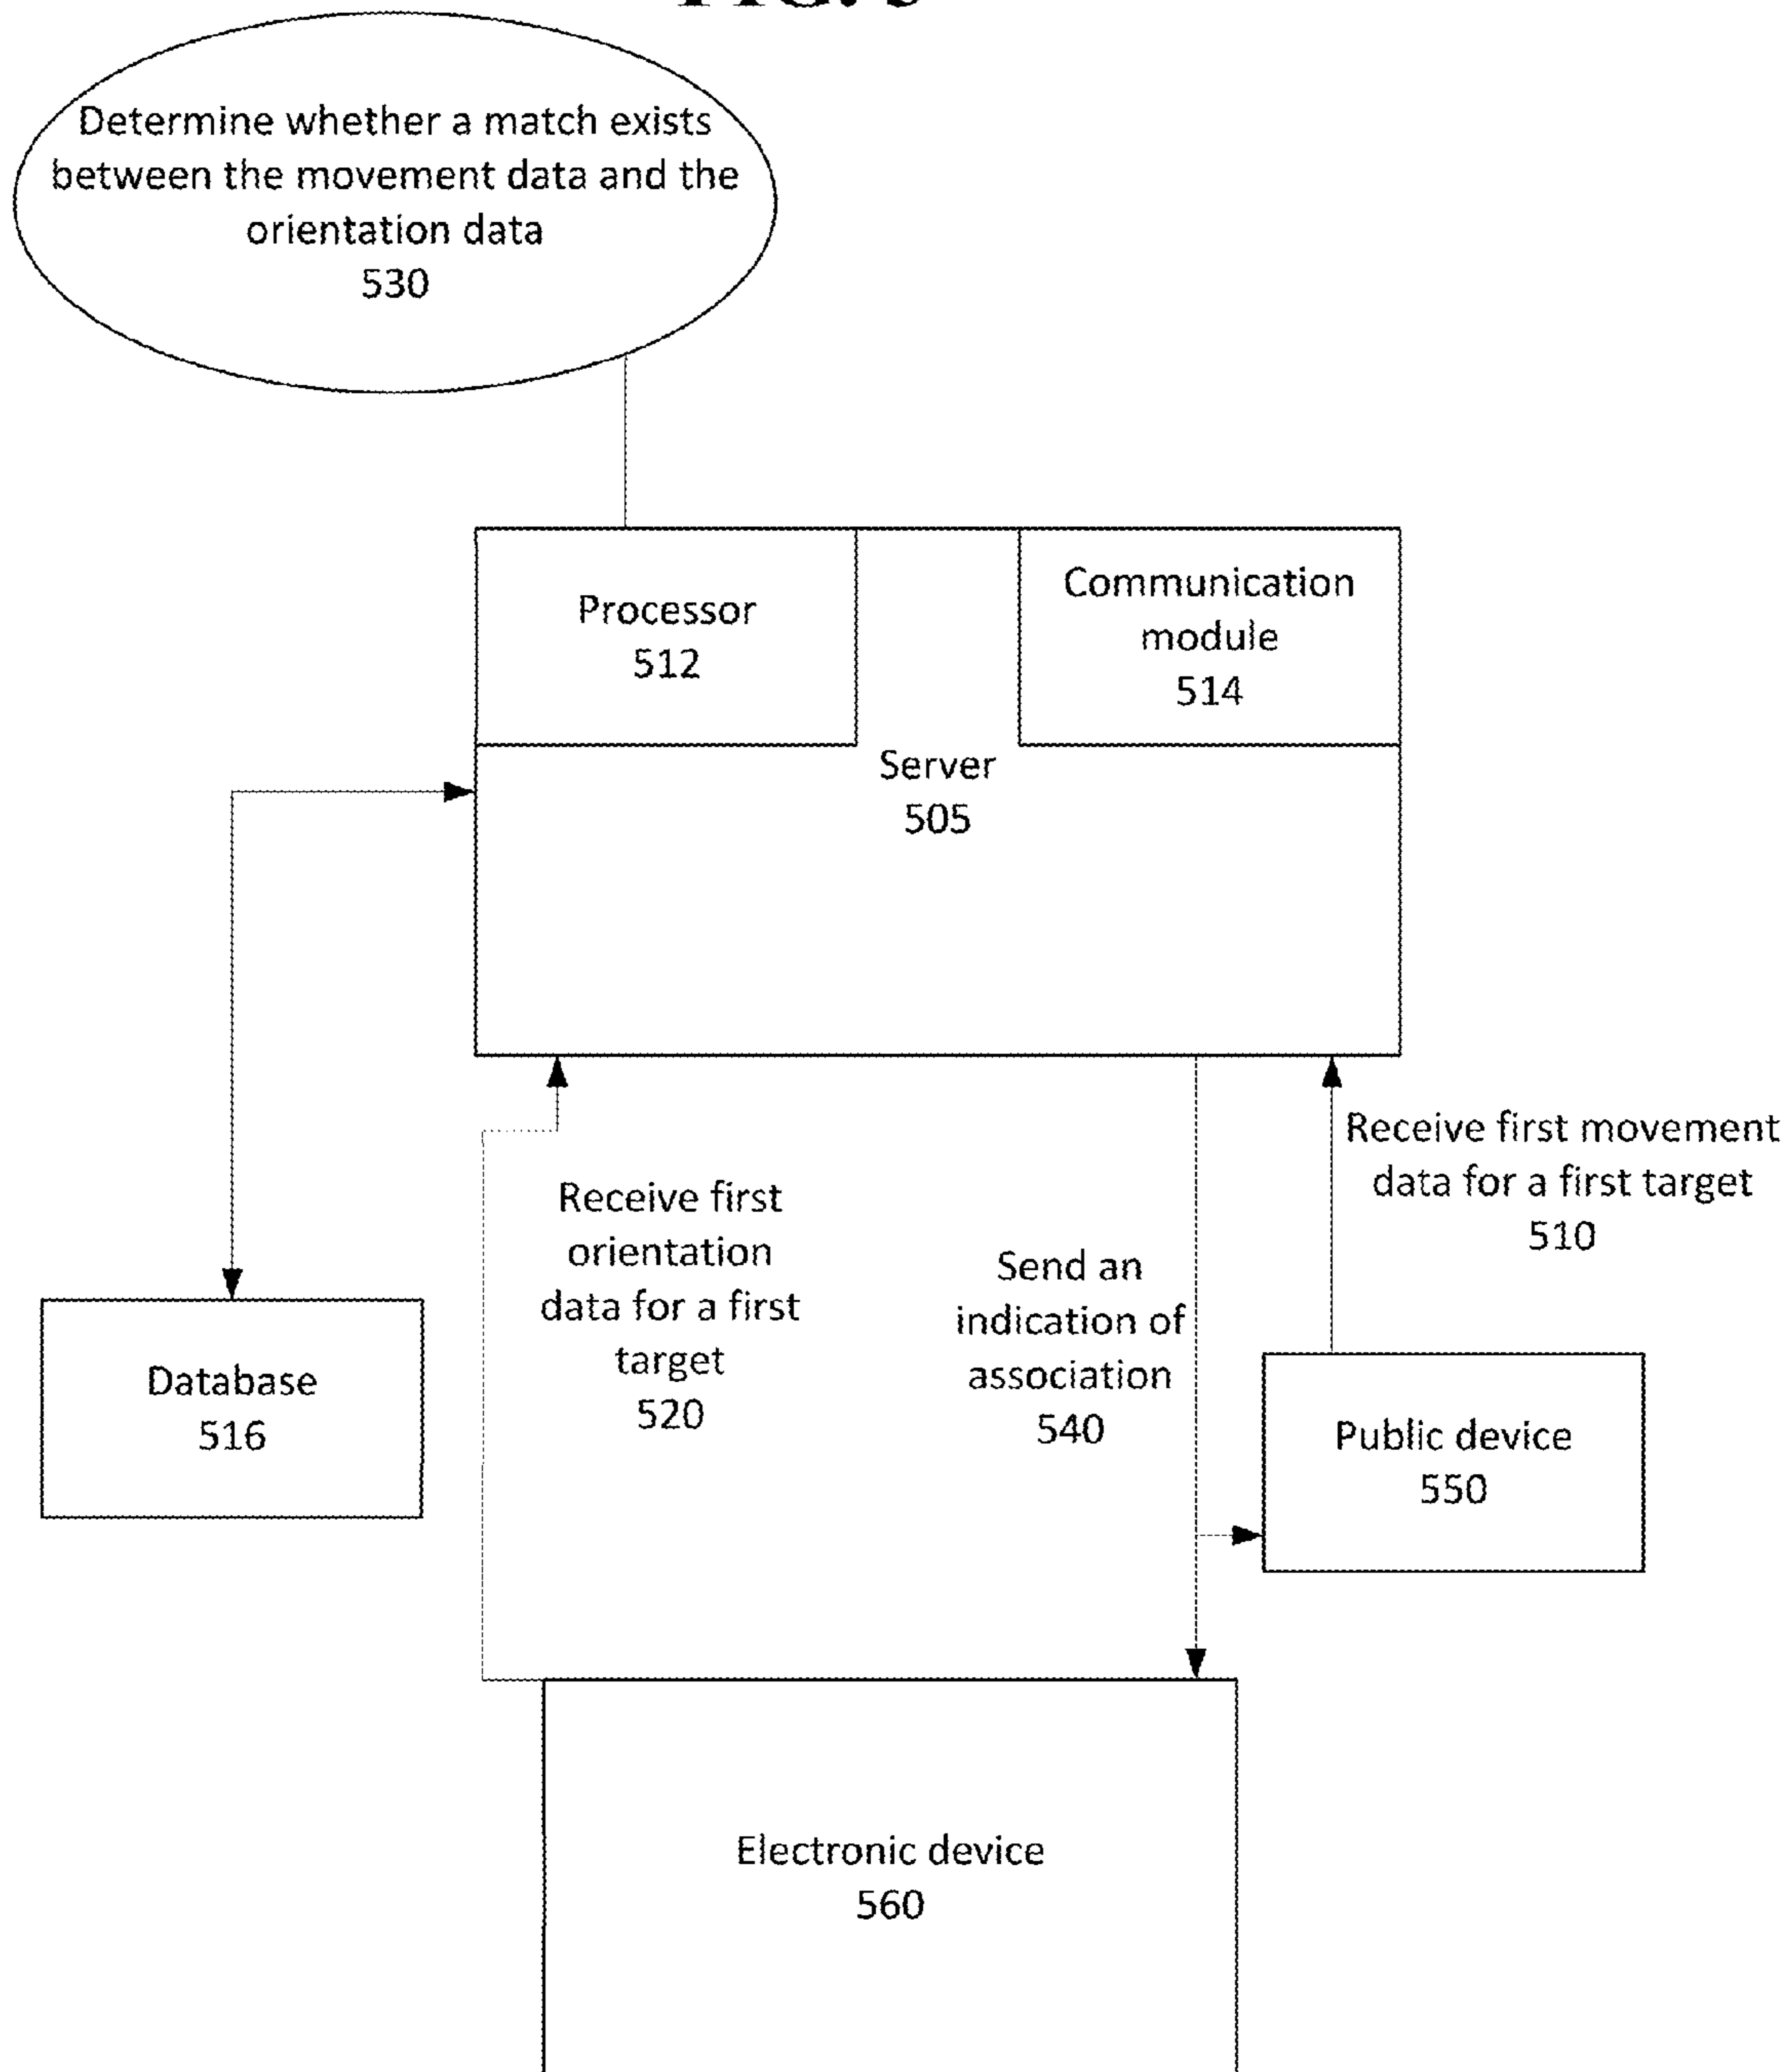 Determine whether a match exists
between the movement data and the
orientation data
530
Processor
512
Communication
module
514
Server
505
Receive first movement
data for a first target
510
Receive first
orientation
data for a first
target
520
Send an
indication of
association
540
Database
516
Public device
550
Electronic device
560